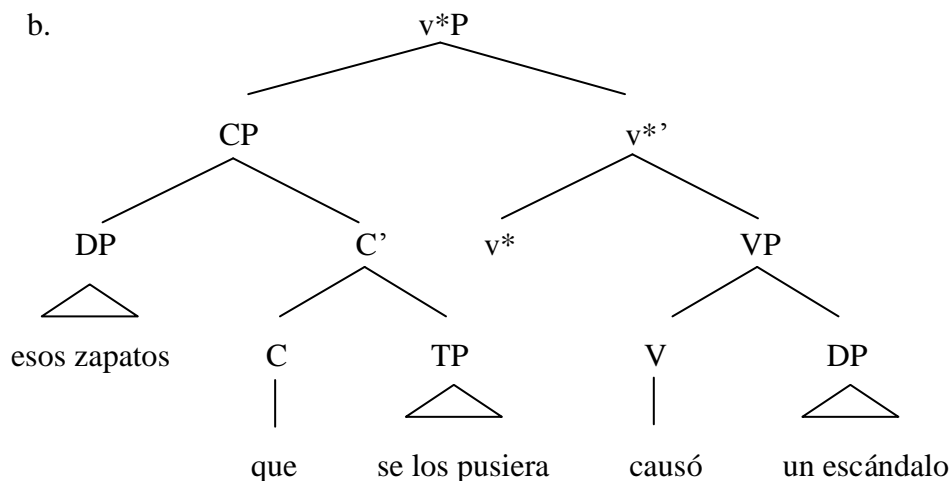 b. v*P
CP v*’
DP C’ v* VP
esos zapatos C TP V DP
que se los pusiera causó un escándalo